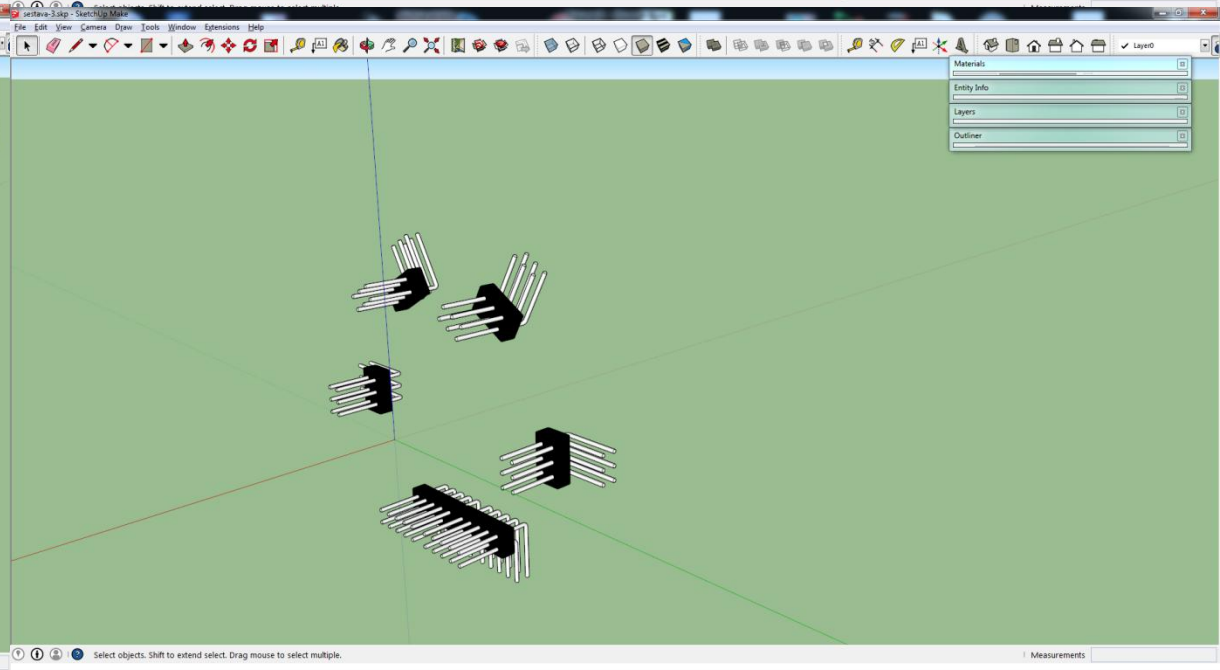 sestava-3.skp - SketchUp Make
File Edit View Camera Draw Tools Window Extensions Help
Layer0
Materials
Entity Info
Layers
Outliner
Select objects. Shift to extend select. Drag mouse to select multiple.
Measurements